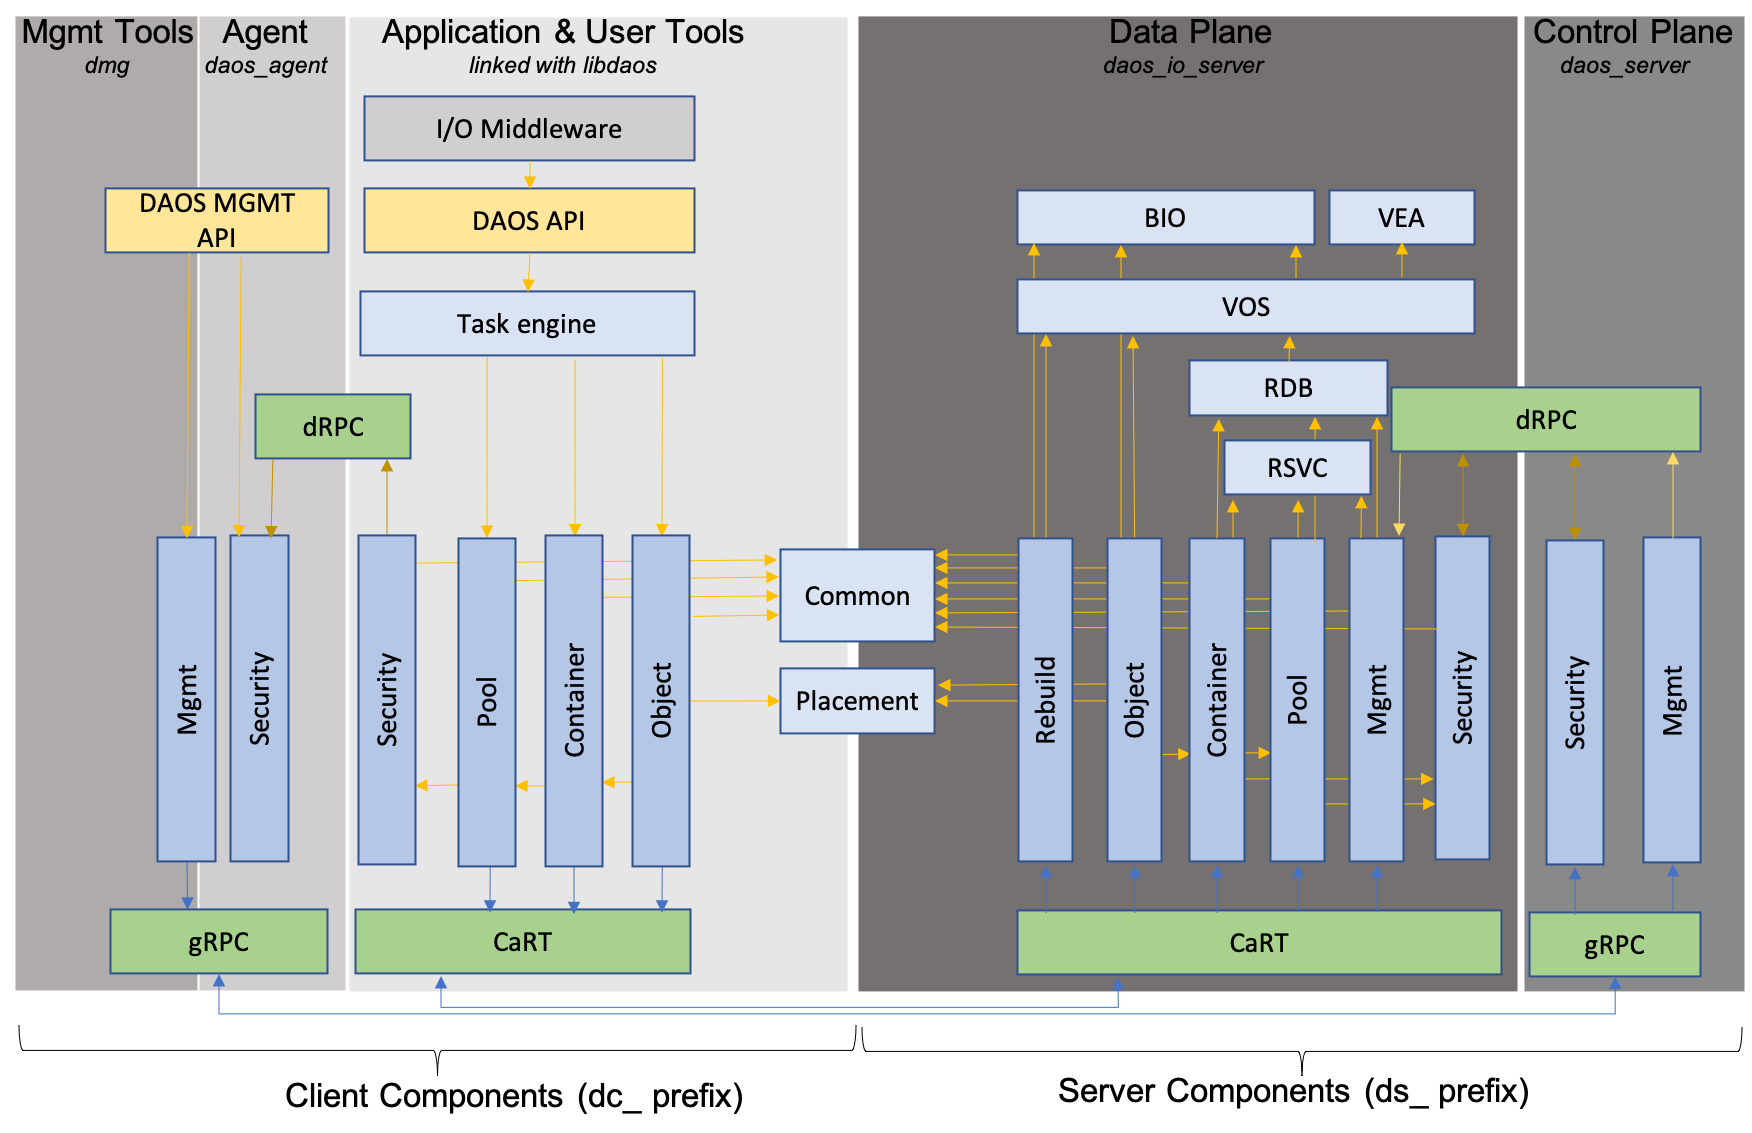 Mgmt Tools
dmg
Agent
daos_agent
Application & User Tools
linked with libdaos
Data Plane
daos_io_server
Control Plane
daos_server
I/O Middleware
DAOS MGMT
API
DAOS API
Task engine
dRPC
Mgmt
Security
Security
Pool
Container
Object
gRPC
CaRT
Common
Placement
BIO
VEA
VOS
RDB
RSVC
dRPC
Rebuild
Object
Container
Pool
Mgmt
Security
Security
Mgmt
CaRT
gRPC
Client Components (dc_ prefix)
Server Components (ds_ prefix)